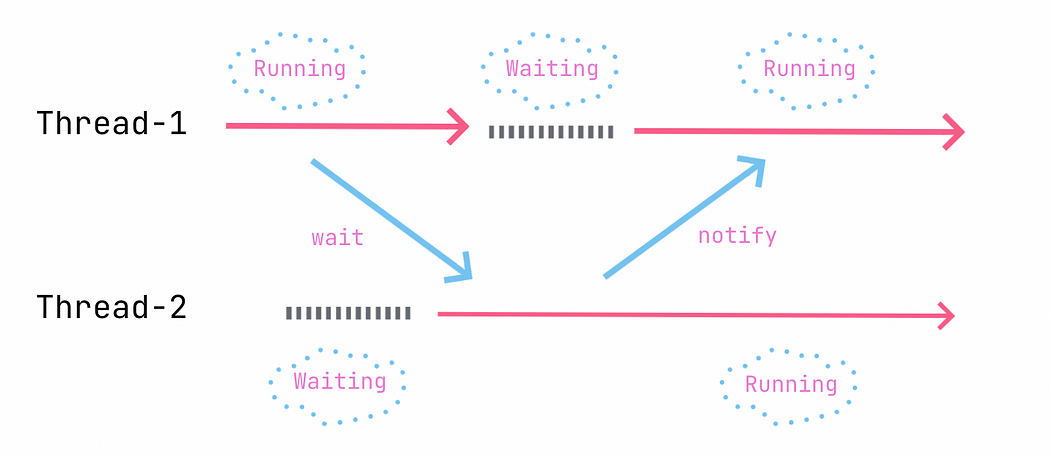 Running
Waiting
Running
Thread-1
wait
notify
Thread-2
Waiting
Running